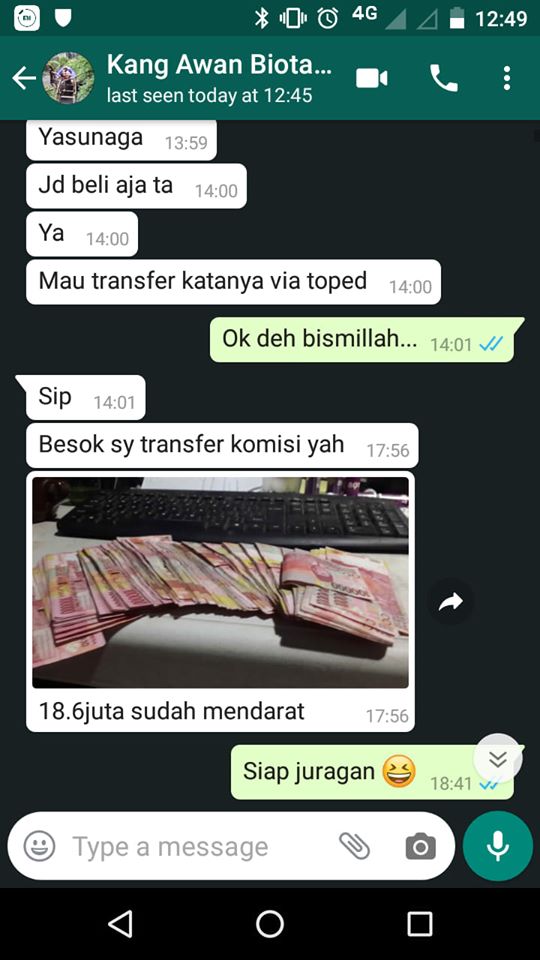 4G 12:49
Kang Awan Biota...
last seen today at 12:45
Yasunaga 13:59
Jd beli aja ta 14:00
Ya 14:00
Mau transfer katanya via toped 14:00
Ok deh bismillah... 14:01
Sip 14:01
Besok sy transfer komisi yah 17:56
18.6juta sudah mendarat 17:56
Siap juragan 😆 18:41
Type a message